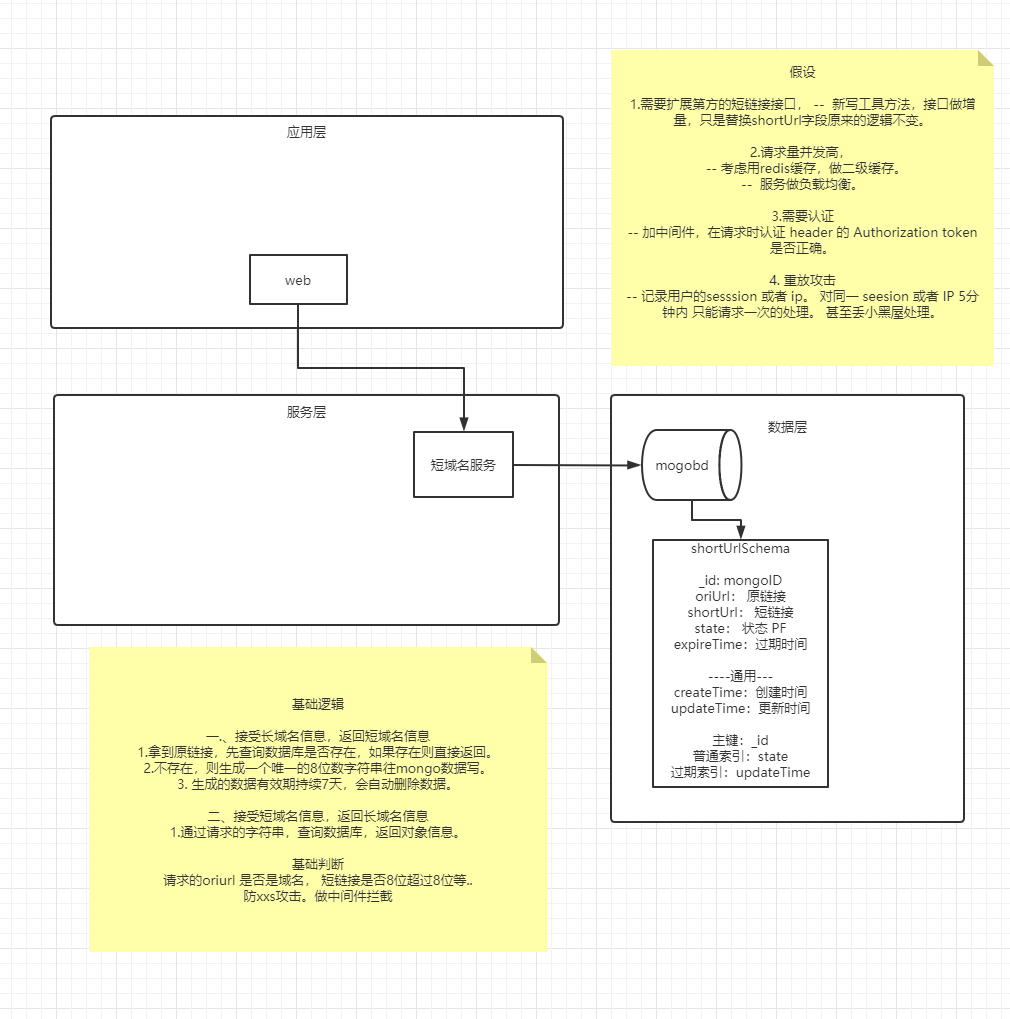 假设
1.需要扩展第方的短链接接口， -- 新写工具方法，接口做增
量，只是替换shortUrl字段原来的逻辑不变。
2.请求量并发高，
-- 考虑用redis缓存，做二级缓存。
-- 服务做负载均衡。
3.需要认证
-- 加中间件，在请求时认证 header 的 Authorization token
是否正确。
4. 重放攻击
-- 记录用户的sesssion 或者 ip。 对同一 seesion 或者 IP 5分
钟内 只能请求一次的处理。 甚至丢小黑屋处理。
应用层
web
服务层
短域名服务
数据层
mogobd
shortUrlSchema
_id: mongoID
oriUrl： 原链接
shortUrl： 短链接
state： 状态 PF
expireTime：过期时间
----通用---
createTime：创建时间
updateTime：更新时间
主键：_id
普通索引：state
过期索引：updateTime
基础逻辑
一.、接受长域名信息，返回短域名信息
1.拿到原链接，先查询数据库是否存在，如果存在则直接返回。
2.不存在，则生成一个唯一的8位数字符串往mongo数据写。
3. 生成的数据有效期持续7天，会自动删除数据。
二、接受短域名信息，返回长域名信息
1.通过请求的字符串，查询数据库，返回对象信息。
基础判断
请求的oriurl 是否是域名， 短链接是否8位超过8位等..
防xxs攻击。做中间件拦截